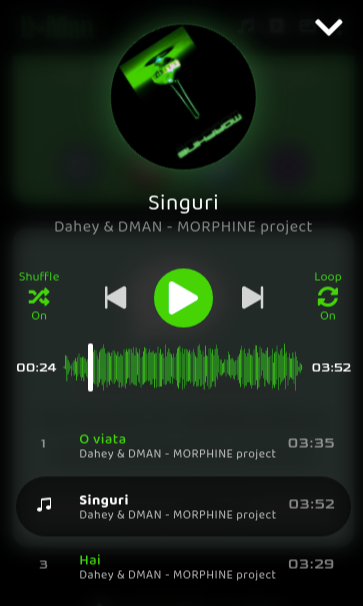 MORPHINE
Singuri
Dahey & DMAN - MORPHINE project
Shuffle
On
Loop
On
00:24
03:52
1
O viata
03:35
Dahey & DMAN - MORPHINE project
Singuri
03:52
Dahey & DMAN - MORPHINE project
3
Hai
03:29
Dahey & DMAN - MORPHINE project